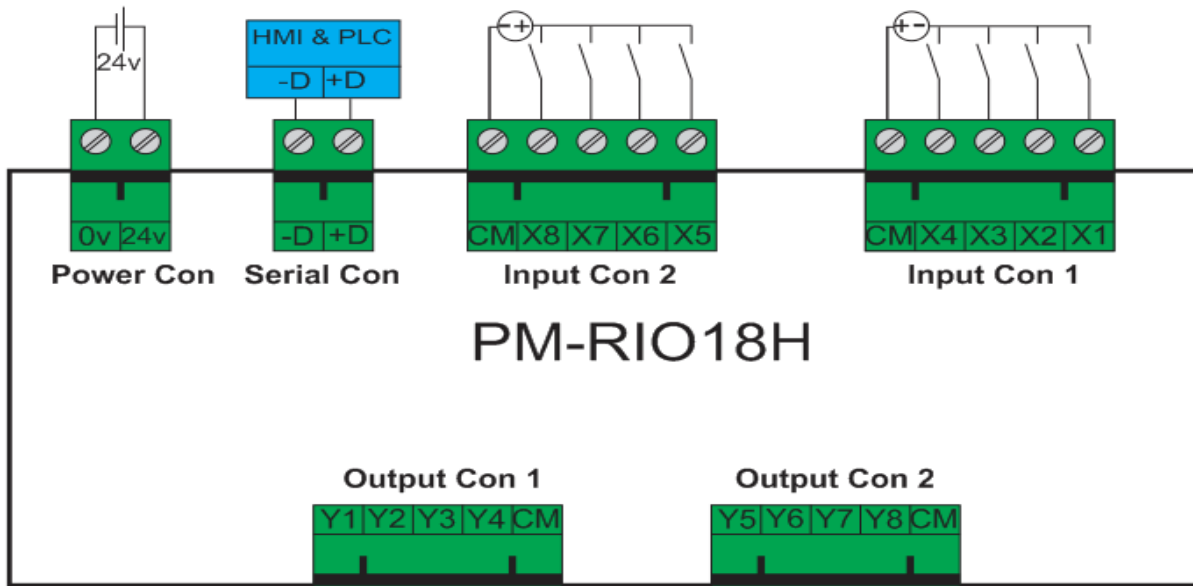 24v
HMI & PLC
-D +D
- +
+ -
0v 24v
-D +D
CM X8 X7 X6 X5
CM X4 X3 X2 X1
Power Con
Serial Con
Input Con 2
Input Con 1
PM-RIO18H
Output Con 1
Output Con 2
Y1 Y2 Y3 Y4 CM
Y5 Y6 Y7 Y8 CM